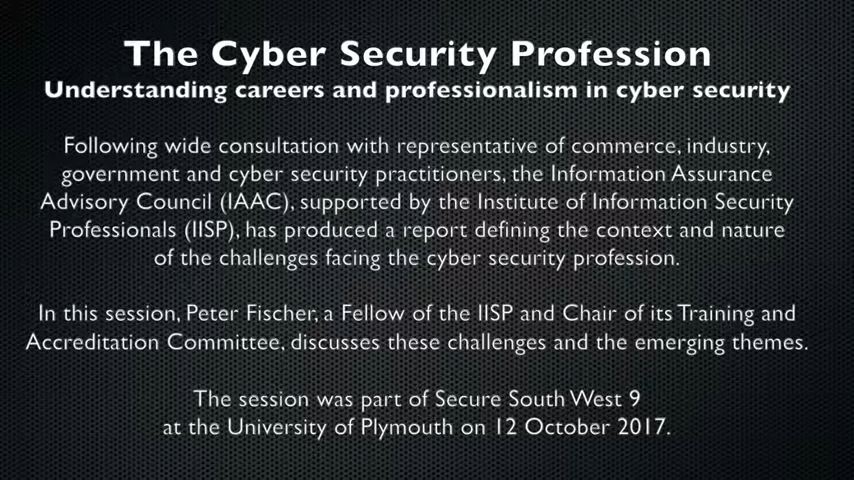 The Cyber Security Profession
Understanding careers and professionalism in cyber security
Following wide consultation with representative of commerce, industry,
government and cyber security practitioners, the Information Assurance
Advisory Council (IAAC), supported by the Institute of Information Security
Professionals (IISP), has produced a report defining the context and nature
of the challenges facing the cyber security profession.
In this session, Peter Fischer, a Fellow of the IISP and Chair of its Training and
Accreditation Committee, discusses these challenges and the emerging themes.
The session was part of Secure South West 9
at the University of Plymouth on 12 October 2017.